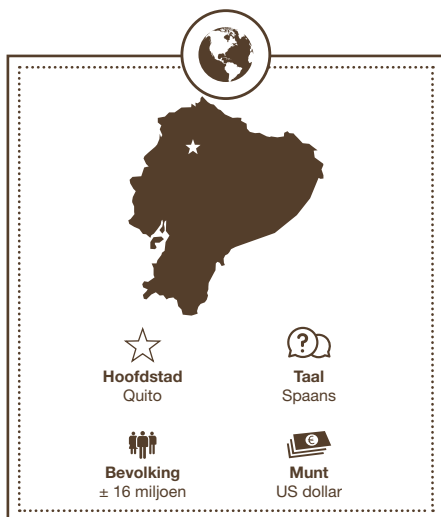 Hoofdstad
Quito
Taal
Spaans
Bevolking
± 16 miljoen
Munt
US dollar